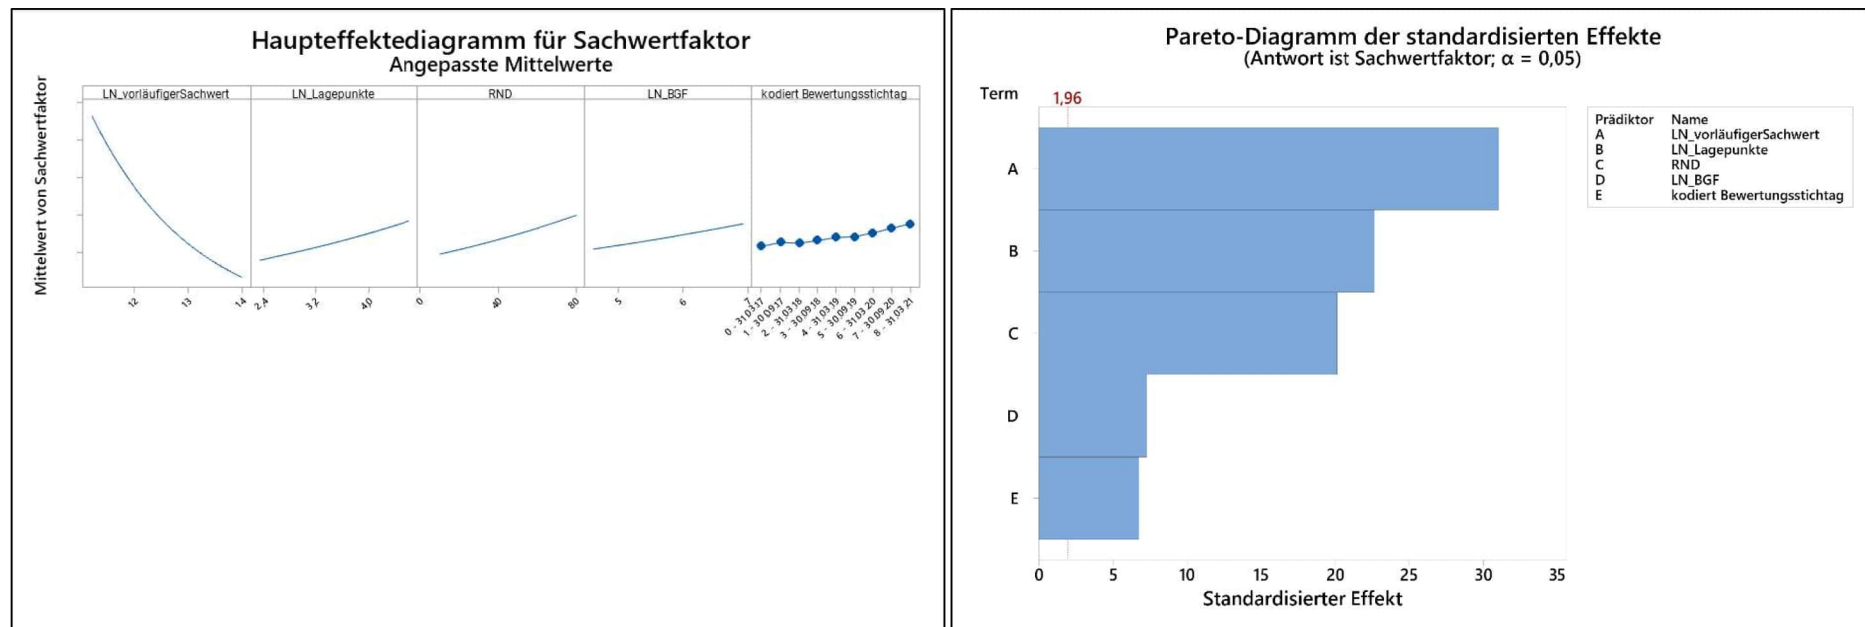 Haupteffektediagramm für Sachwertfaktor
Angepasste Mittelwerte
Mittelwert von Sachwertfaktor
LN_vorläufigerSachwert LN_Lagepunkte RND LN_BGF kodiert Bewertungsstichtag
12 13 14 2,4 3,2 4,0 0 40 80 5 6 7
0 - 31.03.17
1 - 30.09.17
2 - 31.03.18
3 - 30.09.18
4 - 31.03.19
5 - 30.09.19
6 - 31.03.20
7 - 30.09.20
8 - 31.03.21
Pareto-Diagramm der standardisierten Effekte
(Antwort ist Sachwertfaktor; α = 0,05)
Term
1,96
A
B
C
D
E
0 5 10 15 20 25 30 35
Standardisierter Effekt
Prädiktor Name
A LN_vorläufigerSachwert
B LN_Lagepunkte
C RND
D LN_BGF
E kodiert Bewertungsstichtag